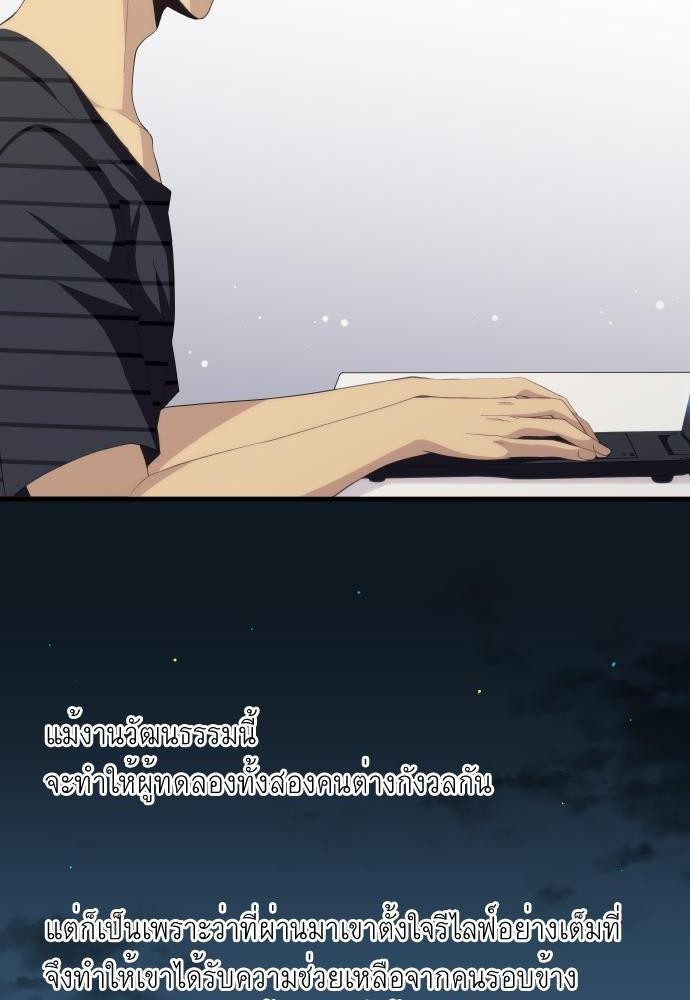 แม้งานวัฒนธรรมนี้
จะทำให้ผู้ทดลองทั้งสองคนต่างกังวลกัน
แต่ก็เป็นเพราะว่าที่ผ่านมาเขาตั้งใจรีไลฟ์อย่างเต็มที่
จึงทำให้เขาได้รับความช่วยเหลือจากคนรอบข้าง